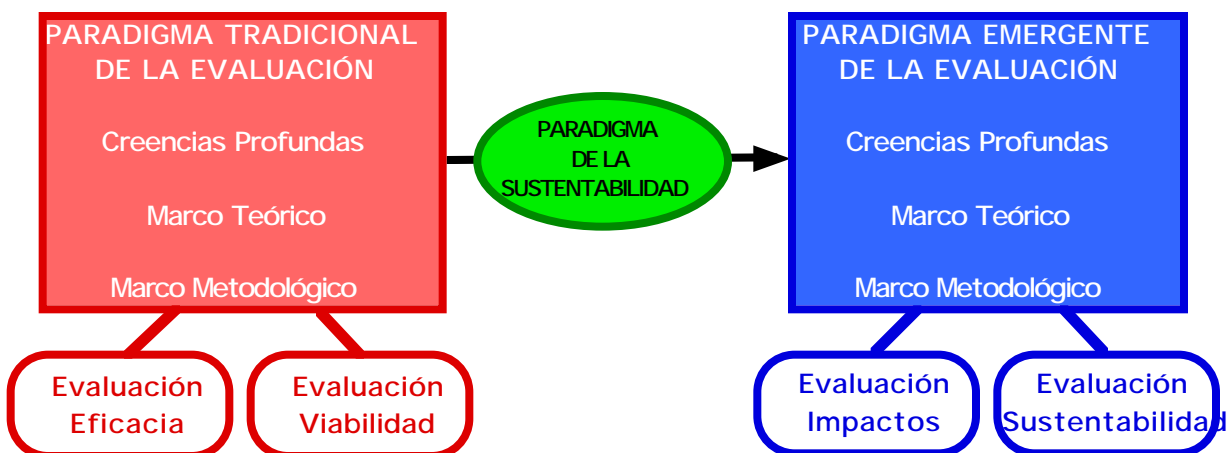 PARADIGMA TRADICIONAL
DE LA EVALUACIÓN
Creencias Profundas
Marco Teórico
Marco Metodológico
Evaluación
Eficacia
Evaluación
Viabilidad
PARADIGMA
DE LA
SUSTENTABILIDAD
PARADIGMA EMERGENTE
DE LA EVALUACIÓN
Creencias Profundas
Marco Teórico
Marco Metodológico
Evaluación
Impactos
Evaluación
Sustentabilidad